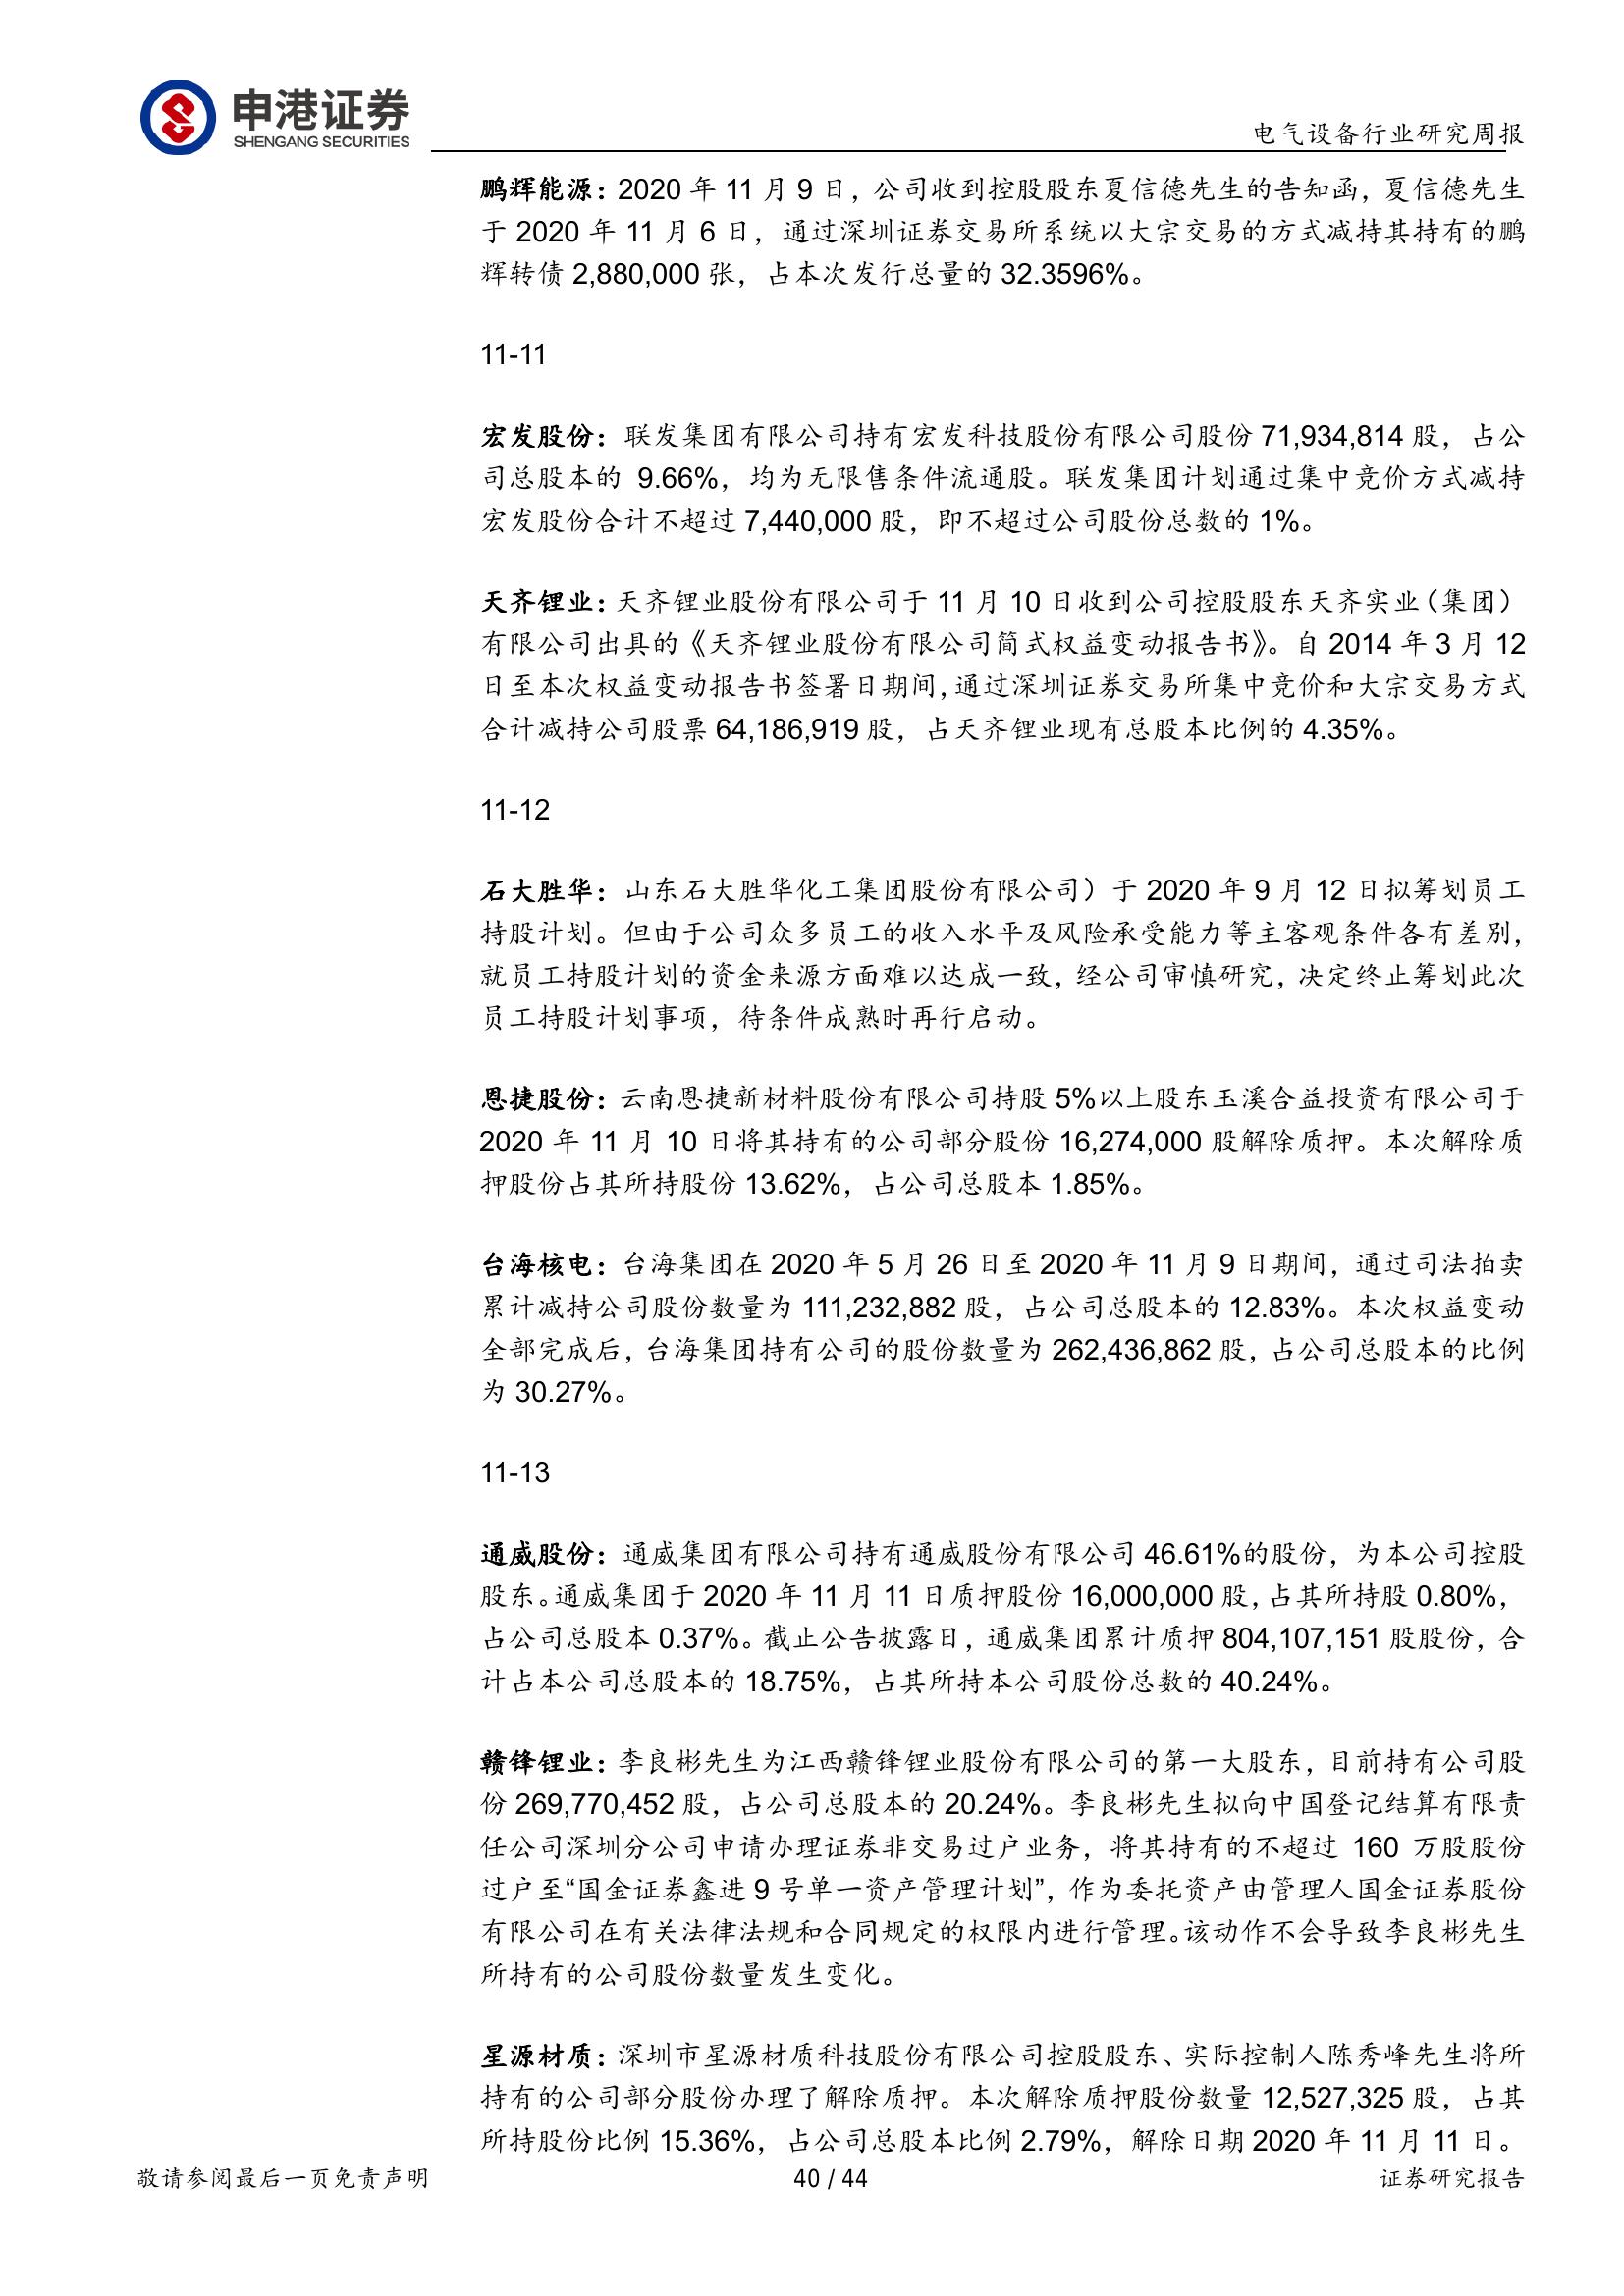 申港证券
SHENGANG SECURITIES
电气设备行业研究周报
鹏辉能源：2020 年 11 月 9 日，公司收到控股股东夏信德先生的告知函，夏信德先生
于 2020 年 11 月 6 日，通过深圳证券交易所系统以大宗交易的方式减持其持有的鹏
辉转债 2,880,000 张，占本次发行总量的 32.3596%。
11-11
宏发股份：联发集团有限公司持有宏发科技股份有限公司股份 71,934,814 股，占公
司总股本的 9.66%，均为无限售条件流通股。联发集团计划通过集中竞价方式减持
宏发股份合计不超过 7,440,000 股，即不超过公司股份总数的 1%。
天齐锂业：天齐锂业股份有限公司于 11 月 10 日收到公司控股股东天齐实业（集团）
有限公司出具的《天齐锂业股份有限公司简式权益变动报告书》。自 2014 年 3 月 12
日至本次权益变动报告书签署日期间，通过深圳证券交易所集中竞价和大宗交易方式
合计减持公司股票 64,186,919 股，占天齐锂业现有总股本比例的 4.35%。
11-12
石大胜华：山东石大胜华化工集团股份有限公司）于 2020 年 9 月 12 日拟筹划员工
持股计划。但由于公司众多员工的收入水平及风险承受能力等主客观条件各有差别，
就员工持股计划的资金来源方面难以达成一致，经公司审慎研究，决定终止筹划此次
员工持股计划事项，待条件成熟时再行启动。
恩捷股份：云南恩捷新材料股份有限公司持股 5%以上股东玉溪合益投资有限公司于
2020 年 11 月 10 日将其持有的公司部分股份 16,274,000 股解除质押。本次解除质
押股份占其所持股份 13.62%，占公司总股本 1.85%。
台海核电：台海集团在 2020 年 5 月 26 日至 2020 年 11 月 9 日期间，通过司法拍卖
累计减持公司股份数量为 111,232,882 股，占公司总股本的 12.83%。本次权益变动
全部完成后，台海集团持有公司的股份数量为 262,436,862 股，占公司总股本的比例
为 30.27%。
11-13
通威股份：通威集团有限公司持有通威股份有限公司 46.61%的股份，为本公司控股
股东。通威集团于 2020 年 11 月 11 日质押股份 16,000,000 股，占其所持股 0.80%，
占公司总股本 0.37%。截止公告披露日，通威集团累计质押 804,107,151 股股份，合
计占本公司总股本的 18.75%，占其所持本公司股份总数的 40.24%。
赣锋锂业：李良彬先生为江西赣锋锂业股份有限公司的第一大股东，目前持有公司股
份 269,770,452 股，占公司总股本的 20.24%。李良彬先生拟向中国登记结算有限责
任公司深圳分公司申请办理证券非交易过户业务，将其持有的不超过 160 万股股份
过户至“国金证券鑫进 9 号单一资产管理计划”，作为委托资产由管理人国金证券股份
有限公司在有关法律法规和合同规定的权限内进行管理。该动作不会导致李良彬先生
所持有的公司股份数量发生变化。
星源材质：深圳市星源材质科技股份有限公司控股股东、实际控制人陈秀峰先生将所
持有的公司部分股份办理了解除质押。本次解除质押股份数量 12,527,325 股，占其
所持股份比例 15.36%，占公司总股本比例 2.79%，解除日期 2020 年 11 月 11 日。
敬请参阅最后一页免责声明
40 / 44
证券研究报告